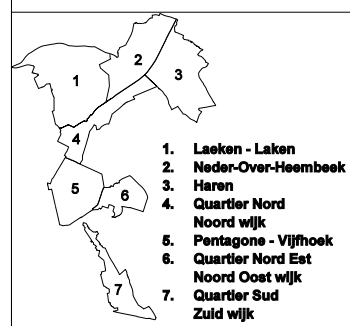 2
1
3
4
5
6
7
1. Laeken - Laken
2. Neder-Over-Heembeek
3. Haren
4. Quartier Nord
Noord wijk
5. Pentagone - Vijfhoek
6. Quartier Nord Est
Noord Oost wijk
7. Quartier Sud
Zuid wijk